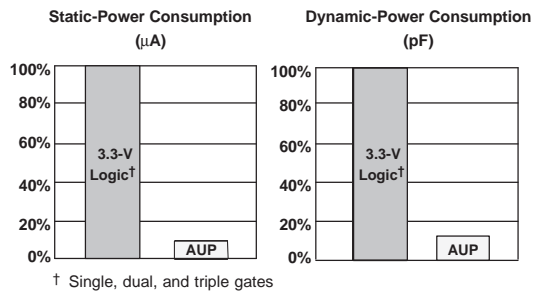 Static-Power Consumption
(µA)
100%
80%
60%
40%
20%
0%
3.3-V
Logic†
AUP
Dynamic-Power Consumption
(pF)
100%
80%
60%
40%
20%
0%
3.3-V
Logic†
AUP
† Single, dual, and triple gates